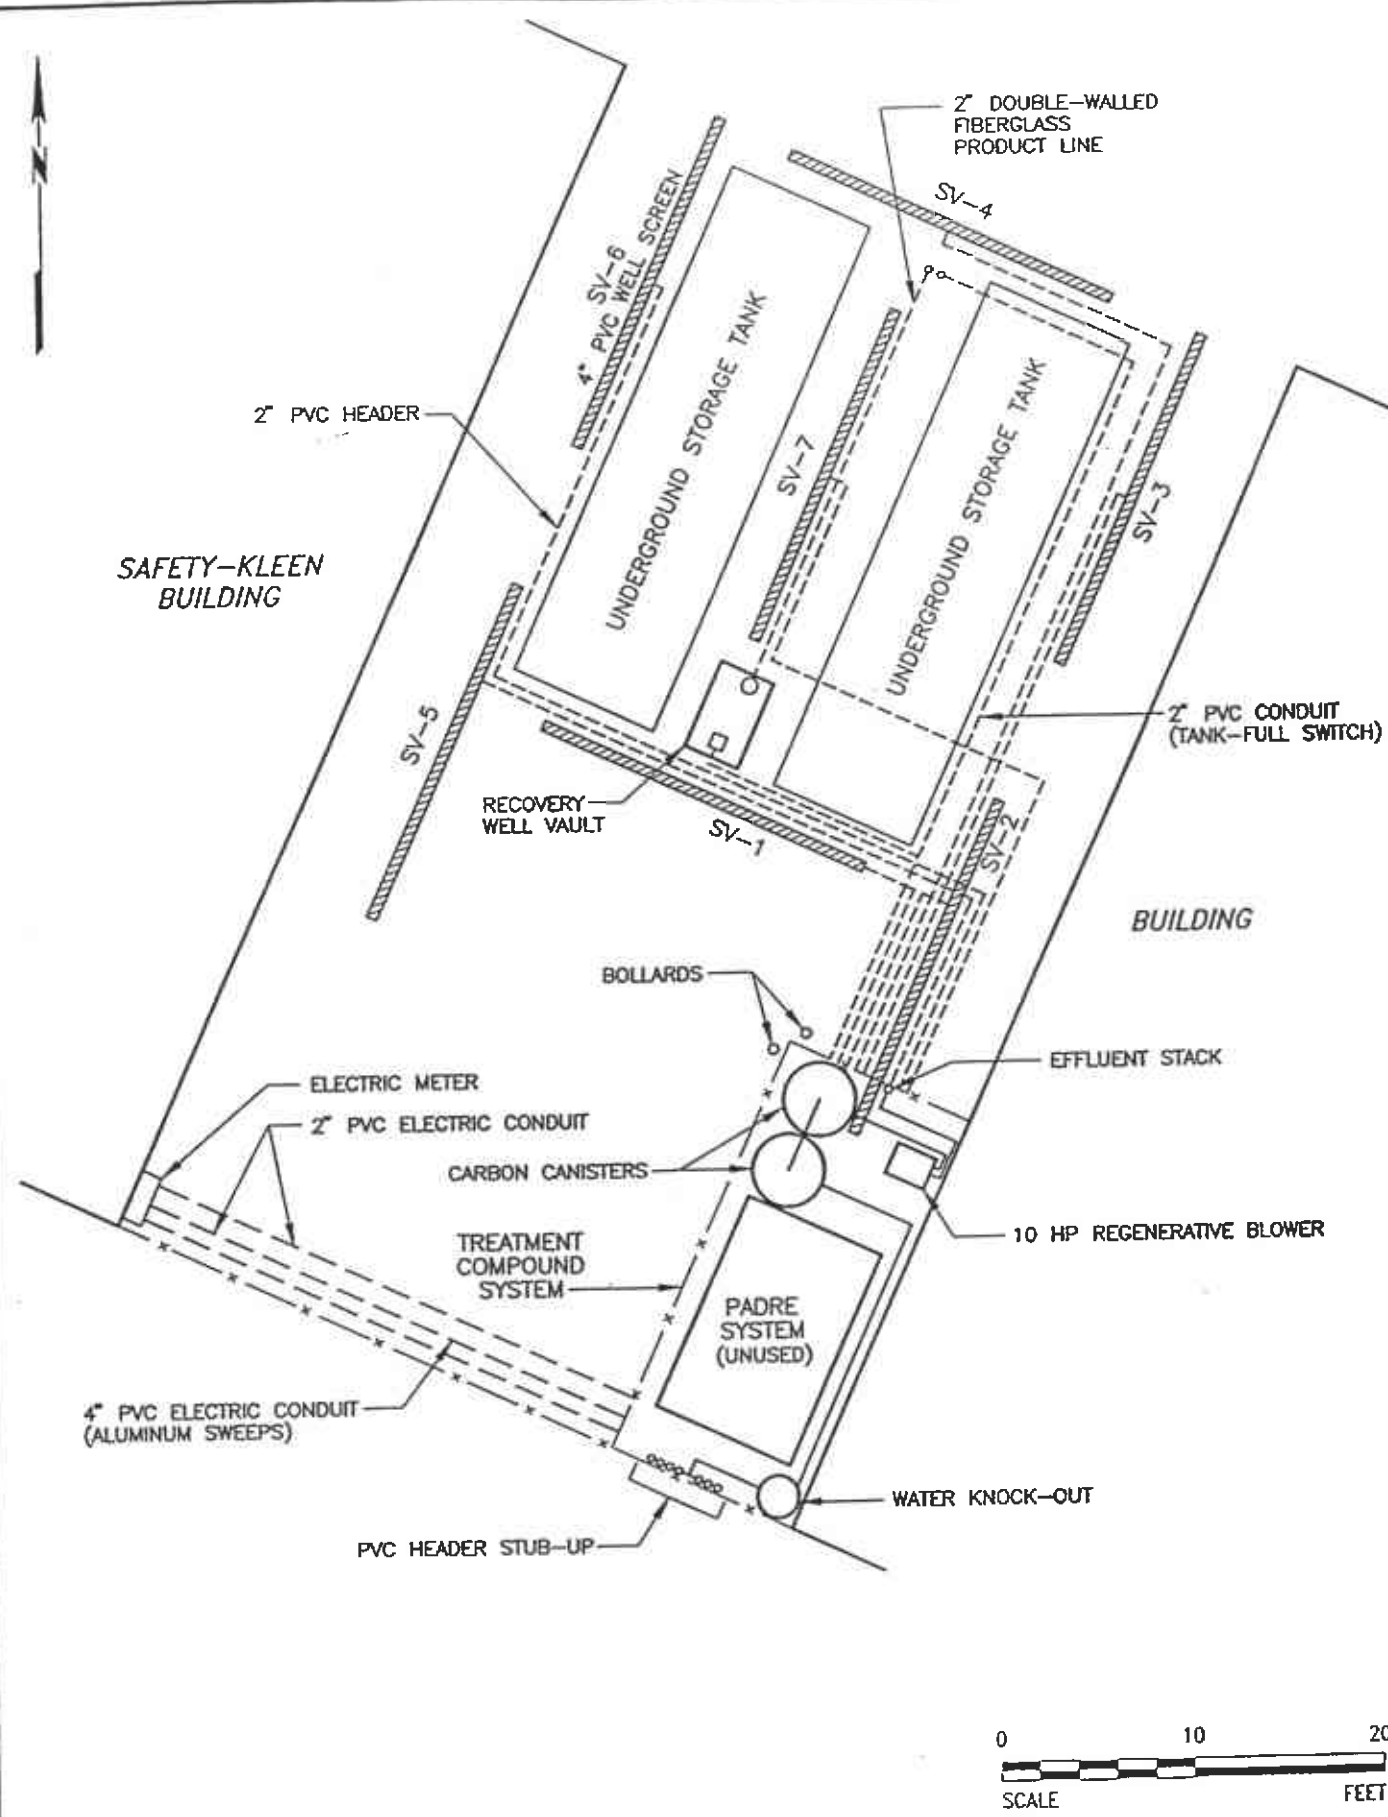 N
2" DOUBLE-WALLED
FIBERGLASS
PRODUCT LINE
SV-4
SV-6
4" PVC WELL SCREEN
UNDERGROUND STORAGE TANK
2" PVC HEADER
SV-7
UNDERGROUND STORAGE TANK
SV-3
SAFETY-KLEEN
BUILDING
SV-5
2" PVC CONDUIT
(TANK-FULL SWITCH)
RECOVERY
WELL VAULT
SV-1
SV-2
BUILDING
BOLLARDS
EFFLUENT STACK
ELECTRIC METER
2" PVC ELECTRIC CONDUIT
CARBON CANISTERS
10 HP REGENERATIVE BLOWER
TREATMENT
COMPOUND
SYSTEM
PADRE
SYSTEM
(UNUSED)
4" PVC ELECTRIC CONDUIT
(ALUMINUM SWEEPS)
WATER KNOCK-OUT
PVC HEADER STUB-UP
0 10 20
SCALE FEET